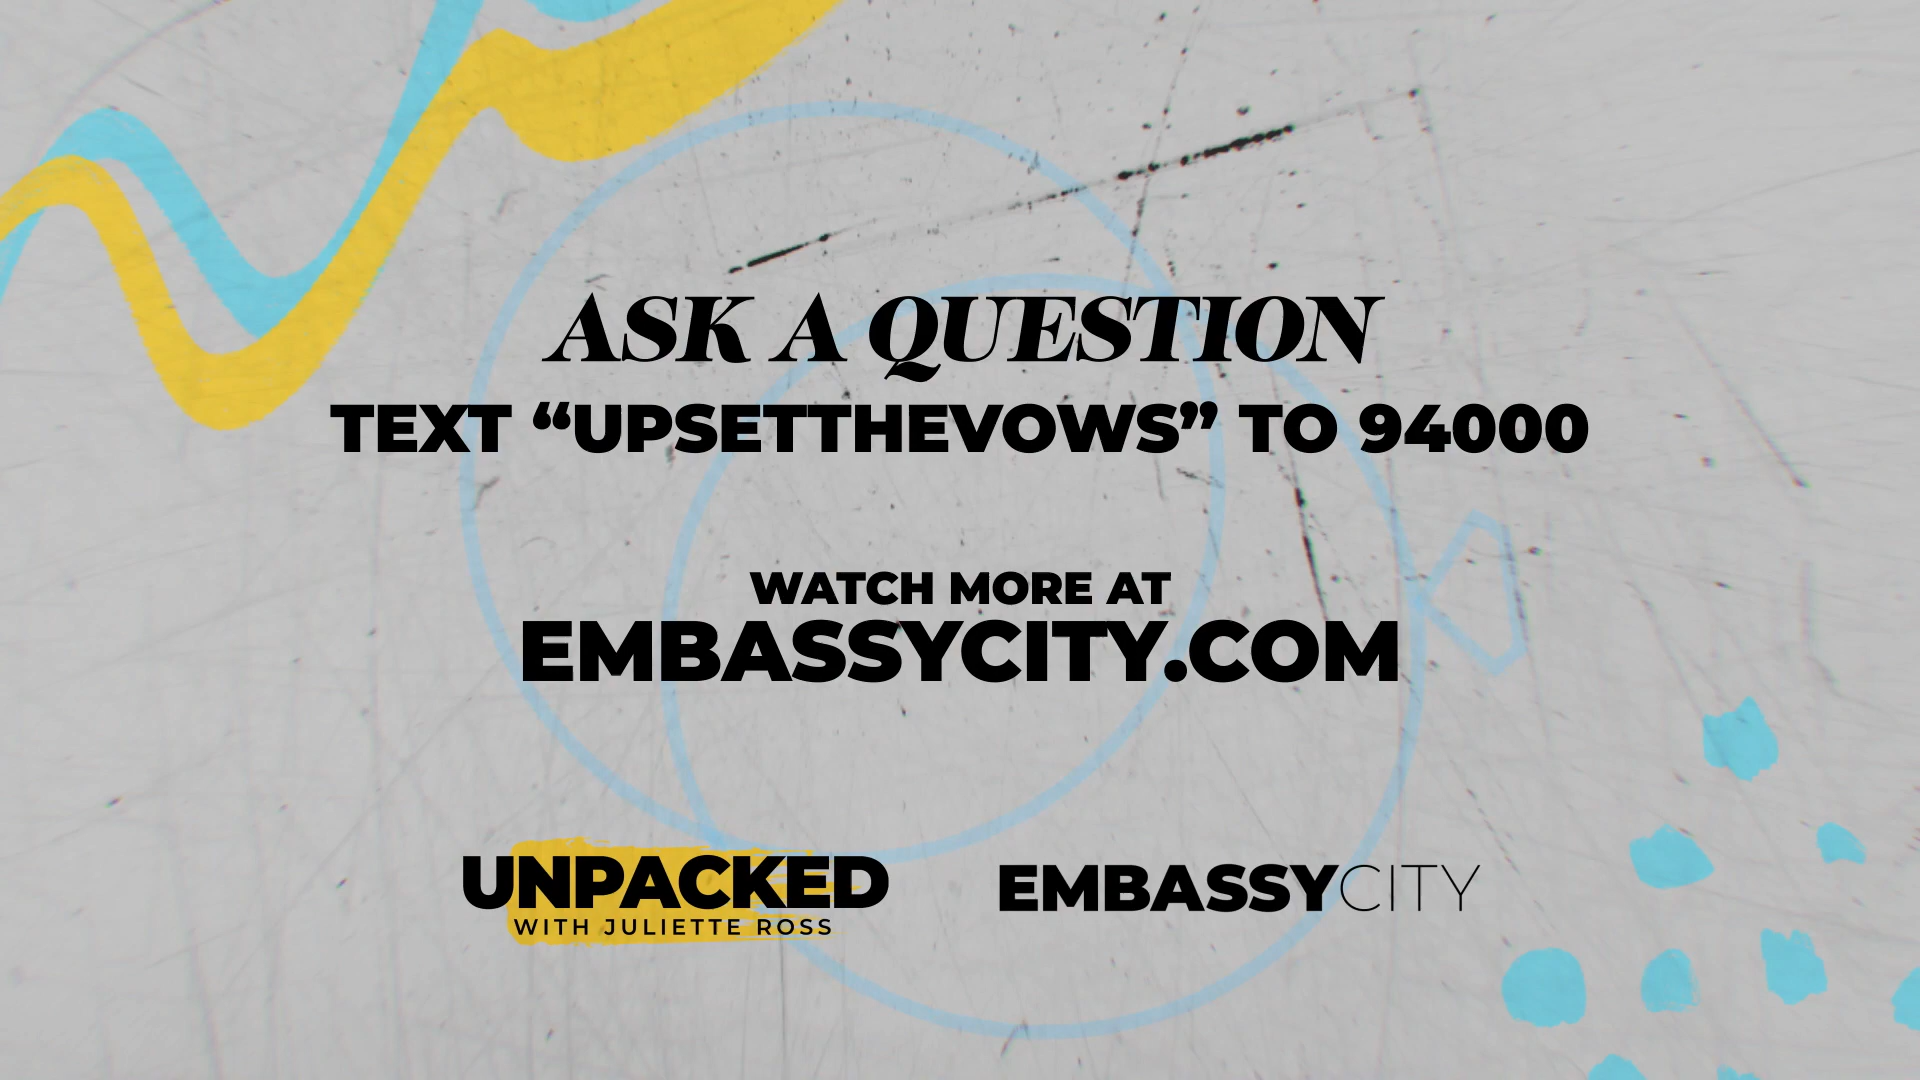 ASK A QUESTION
TEXT “UPSETTHEVOWS” TO 94000
WATCH MORE AT
EMBASSYCITY.COM
UNPACKED
WITH JULIETTE ROSS
EMBASSYCITY